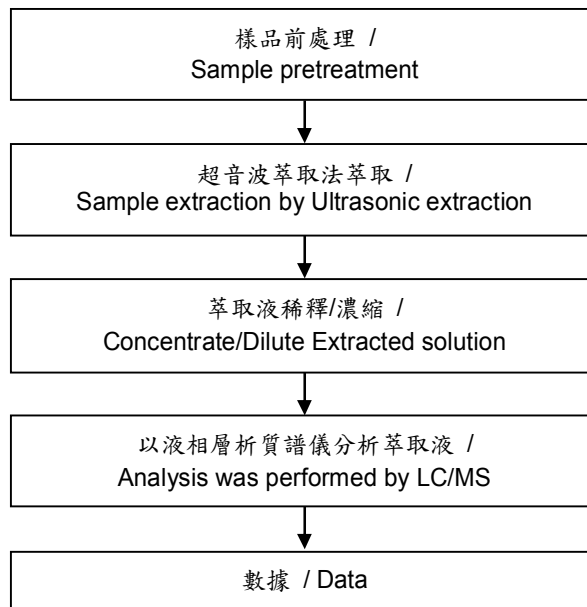 樣品前處理 /
Sample pretreatment
超音波萃取法萃取 /
Sample extraction by Ultrasonic extraction
萃取液稀釋/濃縮 /
Concentrate/Dilute Extracted solution
以液相層析質譜儀分析萃取液 /
Analysis was performed by LC/MS
數據 / Data